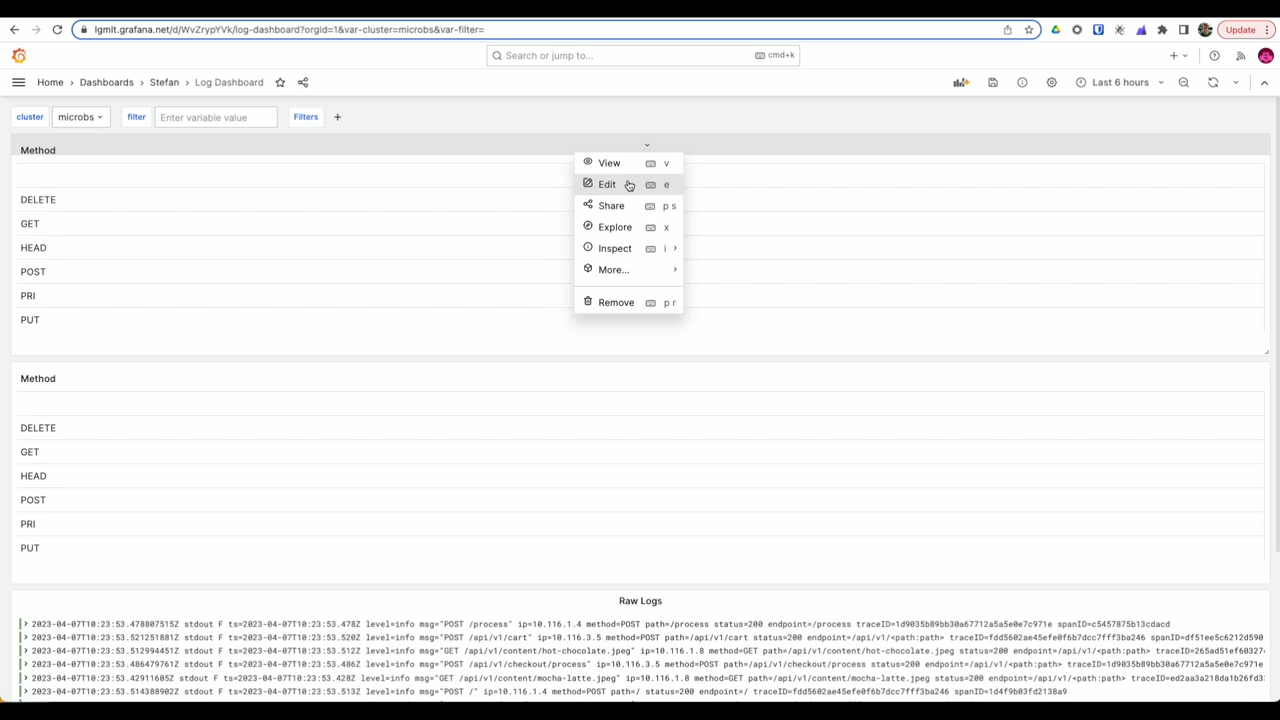 lgmlt.grafana.net/d/WvZrypYVk/log-dashboard?orgId=1&var-cluster=microbs&var-filter=
Update
Search or jump to...
cmd+k
Home > Dashboards > Stefan > Log Dashboard
Last 6 hours
cluster microbs filter Enter variable value Filters +
Method
View v
Edit e
Share p s
Explore x
Inspect i >
More... >
Remove p r
DELETE
GET
HEAD
POST
PRI
PUT
Method
DELETE
GET
HEAD
POST
PRI
PUT
Raw Logs
> 2023-04-07T10:23:53.478807515Z stdout F ts=2023-04-07T10:23:53.478Z level=info msg="POST /process" ip=10.116.1.4 method=POST path=/process status=200 endpoint=/process traceID=1d9035b89bb30a67712a5a5e0e7c971e spanID=c5457875b13cdacd
> 2023-04-07T10:23:53.521251881Z stdout F ts=2023-04-07T10:23:53.520Z level=info msg="POST /api/v1/cart" ip=10.116.3.5 method=POST path=/api/v1/cart status=200 endpoint=/api/v1/<path:path> traceID=fdd5602ae45efe0f6b7dcc7fff3ba246 spanID=df51ee5c6212d590
> 2023-04-07T10:23:53.512994451Z stdout F ts=2023-04-07T10:23:53.512Z level=info msg="GET /api/v1/content/hot-chocolate.jpeg" ip=10.116.1.8 method=GET path=/api/v1/content/hot-chocolate.jpeg status=200 endpoint=/api/v1/<path:path> traceID=265ad51ef603274
> 2023-04-07T10:23:53.486479761Z stdout F ts=2023-04-07T10:23:53.486Z level=info msg="POST /api/v1/checkout/process" ip=10.116.3.5 method=POST path=/api/v1/checkout/process status=200 endpoint=/api/v1/<path:path> traceID=1d9035b89bb30a67712a5a5e0e7c971e
> 2023-04-07T10:23:53.42911605Z stdout F ts=2023-04-07T10:23:53.428Z level=info msg="GET /api/v1/content/mocha-latte.jpeg" ip=10.116.1.8 method=GET path=/api/v1/content/mocha-latte.jpeg status=200 endpoint=/api/v1/<path:path> traceID=ed2aa3a218da1b26fd3
> 2023-04-07T10:23:53.514388902Z stdout F ts=2023-04-07T10:23:53.513Z level=info msg="POST /" ip=10.116.1.4 method=POST path=/ status=200 endpoint=/ traceID=fdd5602ae45efe0f6b7dcc7fff3ba246 spanID=1d4f9b03fd2138a9